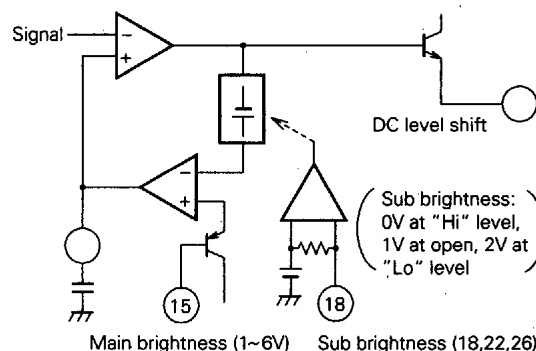 Signal
DC level shift
Sub brightness:
0V at "Hi" level,
1V at open, 2V at
"Lo" level
15
18
Main brightness (1~6V)
Sub brightness (18,22,26)